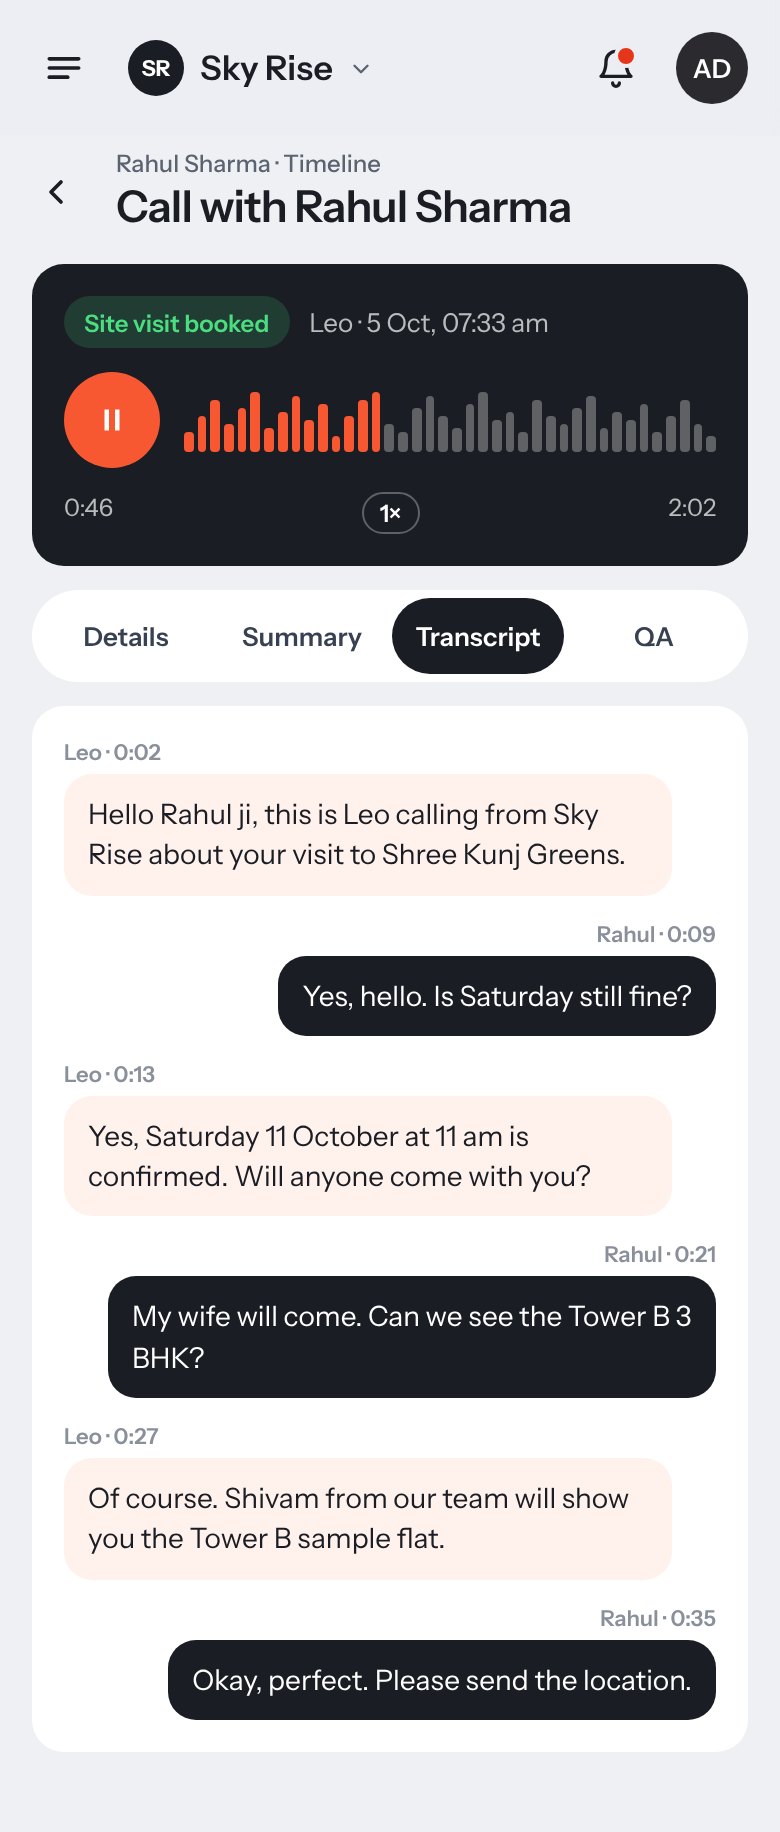 SR Sky Rise
AD
Rahul Sharma · Timeline
Call with Rahul Sharma
Site visit booked
Leo · 5 Oct, 07:33 am
0:46
1×
2:02
Details
Summary
Transcript
QA
Leo · 0:02
Hello Rahul ji, this is Leo calling from Sky
Rise about your visit to Shree Kunj Greens.
Rahul · 0:09
Yes, hello. Is Saturday still fine?
Leo · 0:13
Yes, Saturday 11 October at 11 am is
confirmed. Will anyone come with you?
Rahul · 0:21
My wife will come. Can we see the Tower B 3
BHK?
Leo · 0:27
Of course. Shivam from our team will show
you the Tower B sample flat.
Rahul · 0:35
Okay, perfect. Please send the location.